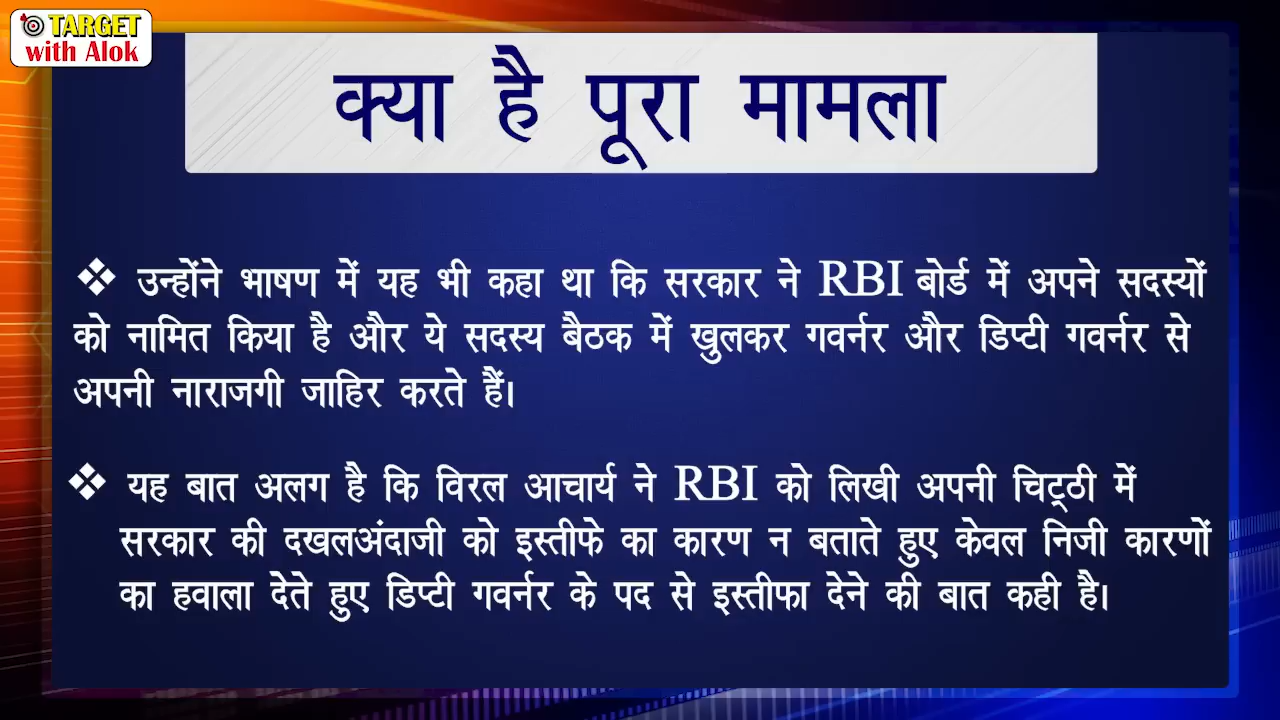 TARGET
with Alok
क्या है पूरा मामला
❖ उन्होंने भाषण में यह भी कहा था कि सरकार ने RBI बोर्ड में अपने सदस्यों
को नामित किया है और ये सदस्य बैठक में खुलकर गवर्नर और डिप्टी गवर्नर से
अपनी नाराजगी जाहिर करते हैं।
❖ यह बात अलग है कि विरल आचार्य ने RBI को लिखी अपनी चिट्ठी में
सरकार की दखलअंदाजी को इस्तीफे का कारण न बताते हुए केवल निजी कारणों
का हवाला देते हुए डिप्टी गवर्नर के पद से इस्तीफा देने की बात कही है।